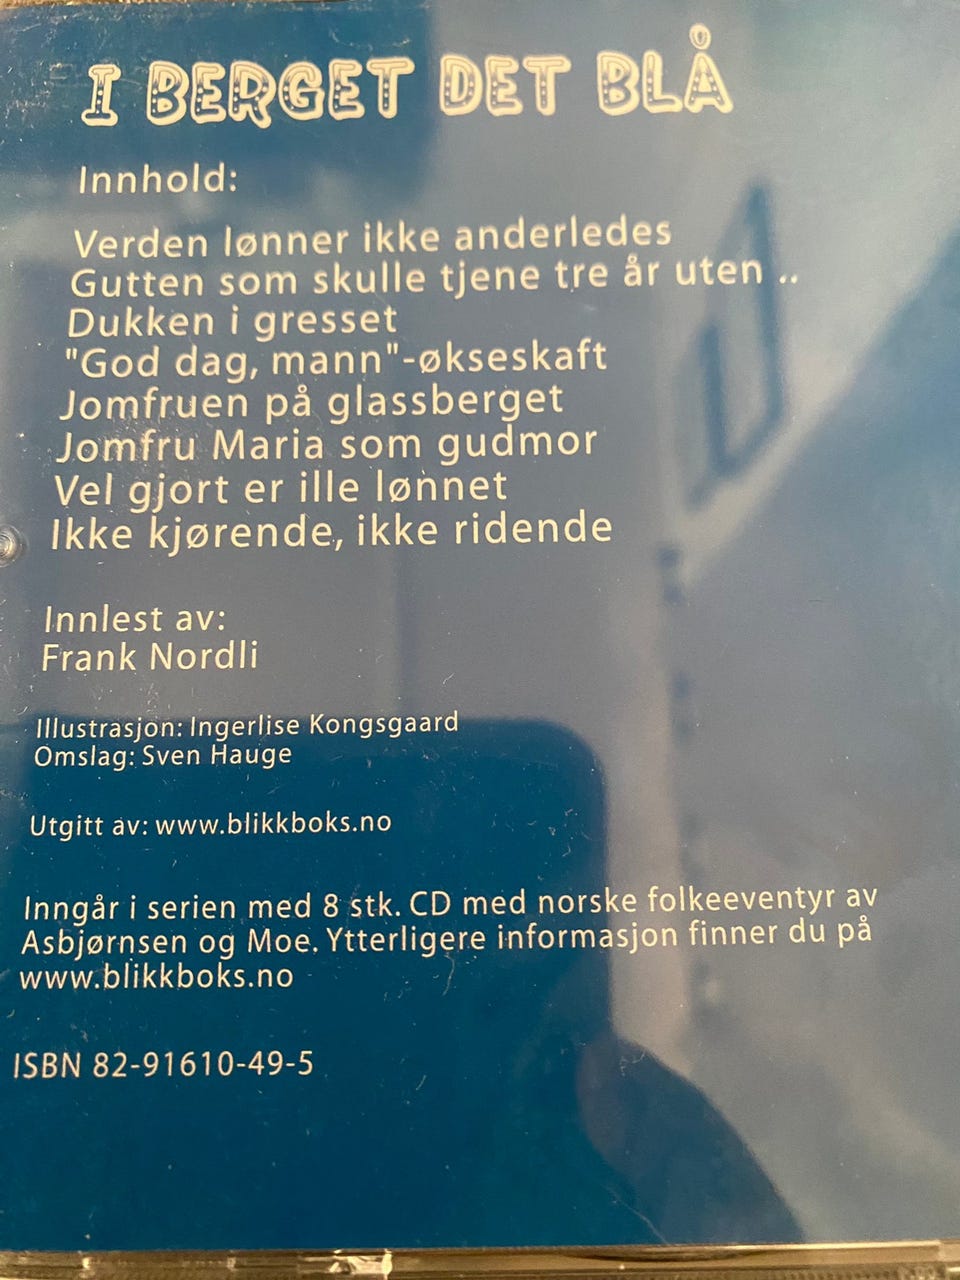 I BERGET DET BLÅ
Innhold:
Verden lønner ikke anderledes
Gutten som skulle tjene tre år uten ..
Dukken i gresset
"God dag, mann"-økseskaft
Jomfruen på glassberget
Jomfru Maria som gudmor
Vel gjort er ille lønnet
Ikke kjørende, ikke ridende
Innlest av:
Frank Nordli
Illustrasjon: Ingerlise Kongsgaard
Omslag: Sven Hauge
Utgitt av: www.blikkboks.no
Inngår i serien med 8 stk. CD med norske folkeeventyr av
Asbjørnsen og Moe. Ytterligere informasjon finner du på
www.blikkboks.no
ISBN 82-91610-49-5